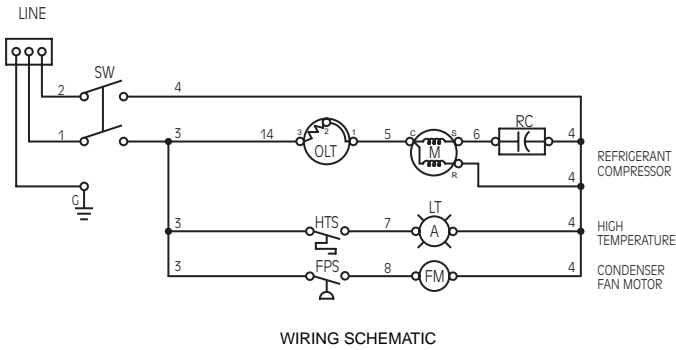 LINE
SW
2
4
1
3
14
3
2
1
OLT
5
C
S
R
M
6
RC
4
REFRIGERANT
COMPRESSOR
4
G
3
HTS
7
LT
A
4
HIGH
TEMPERATURE
3
FPS
8
FM
4
CONDENSER
FAN MOTOR
WIRING SCHEMATIC